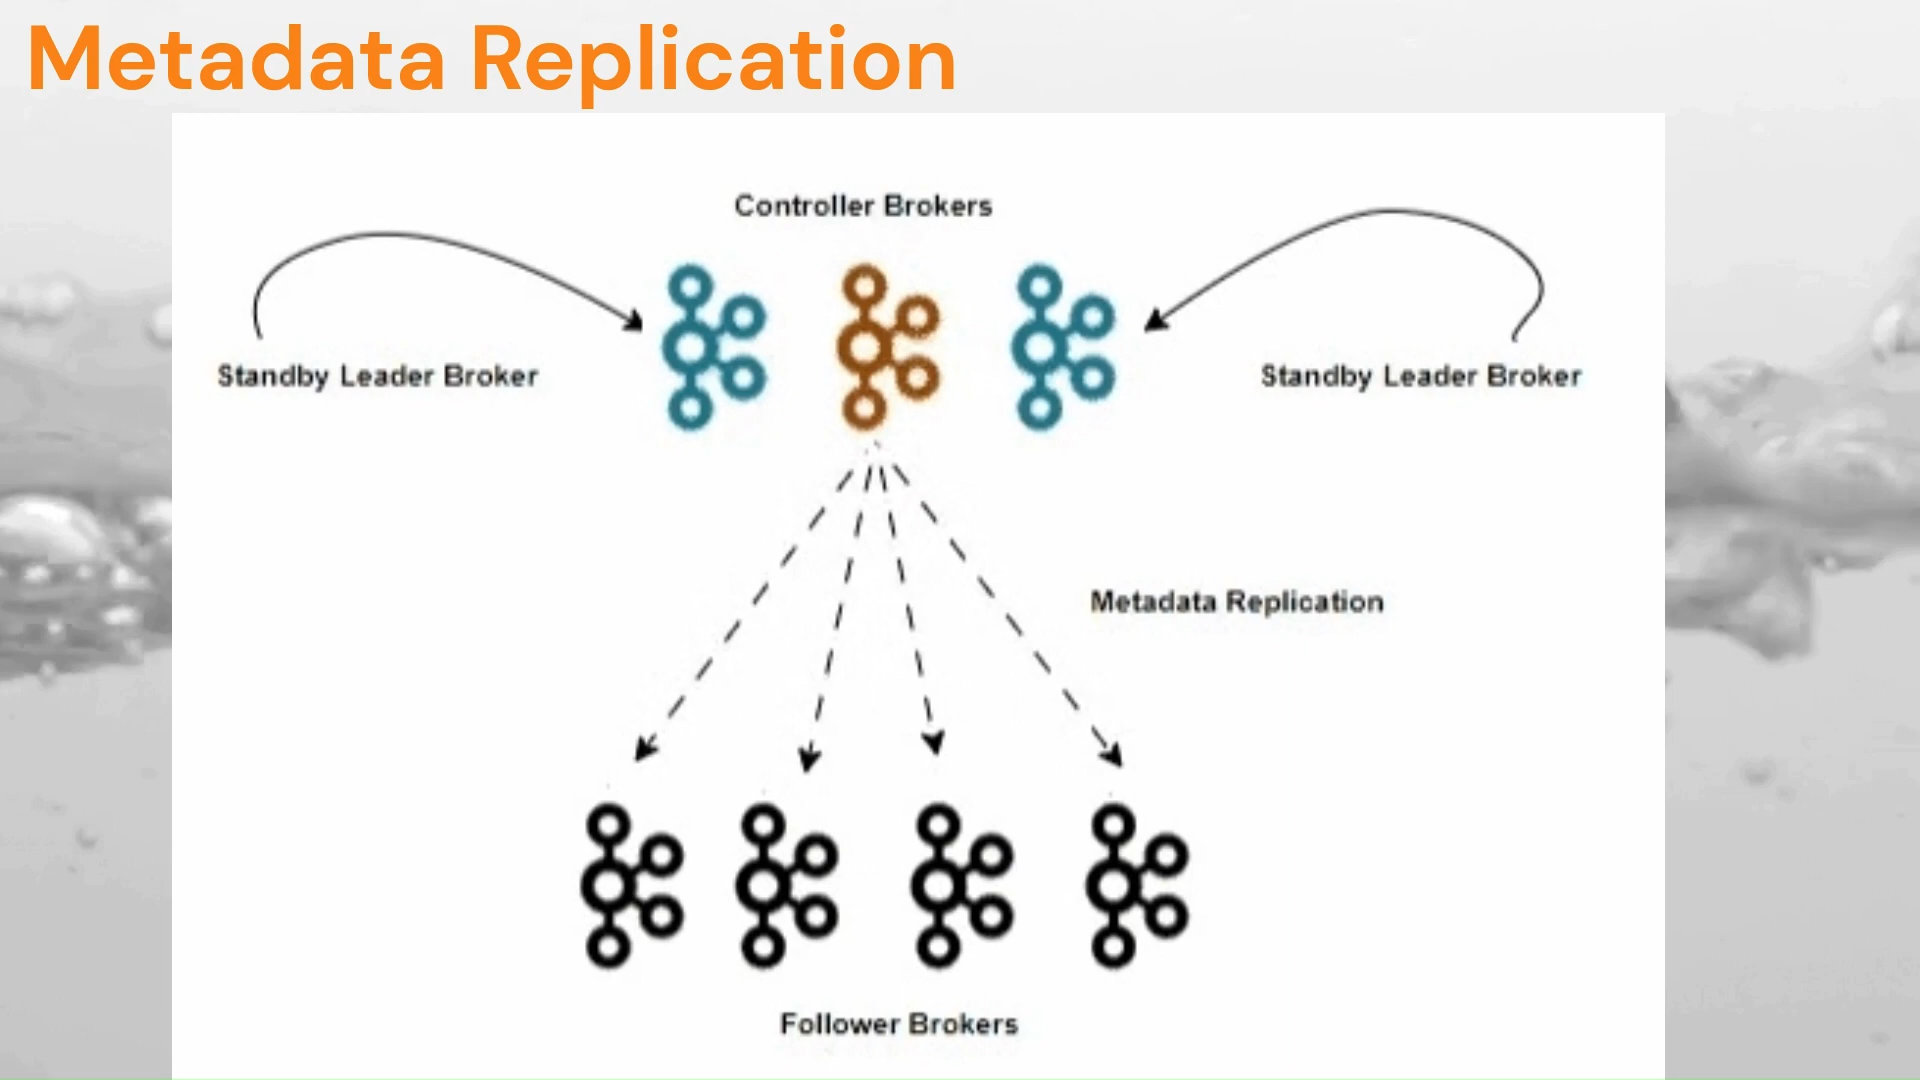 Metadata Replication
Controller Brokers
Standby Leader Broker
Standby Leader Broker
Metadata Replication
Follower Brokers